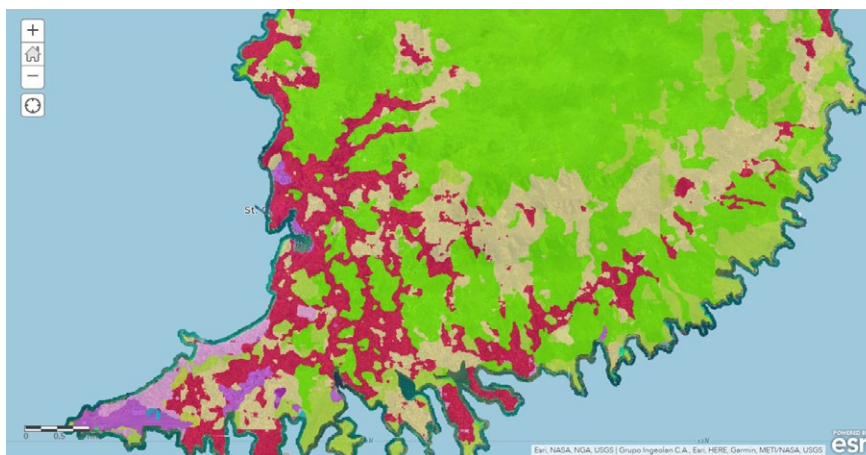 +
−
St.
0 0.5
Esri, NASA, NGA, USGS | Grupo Ingeolan C.A., Esri, HERE, Garmin, METI/NASA, USGS
POWERED BY
esri